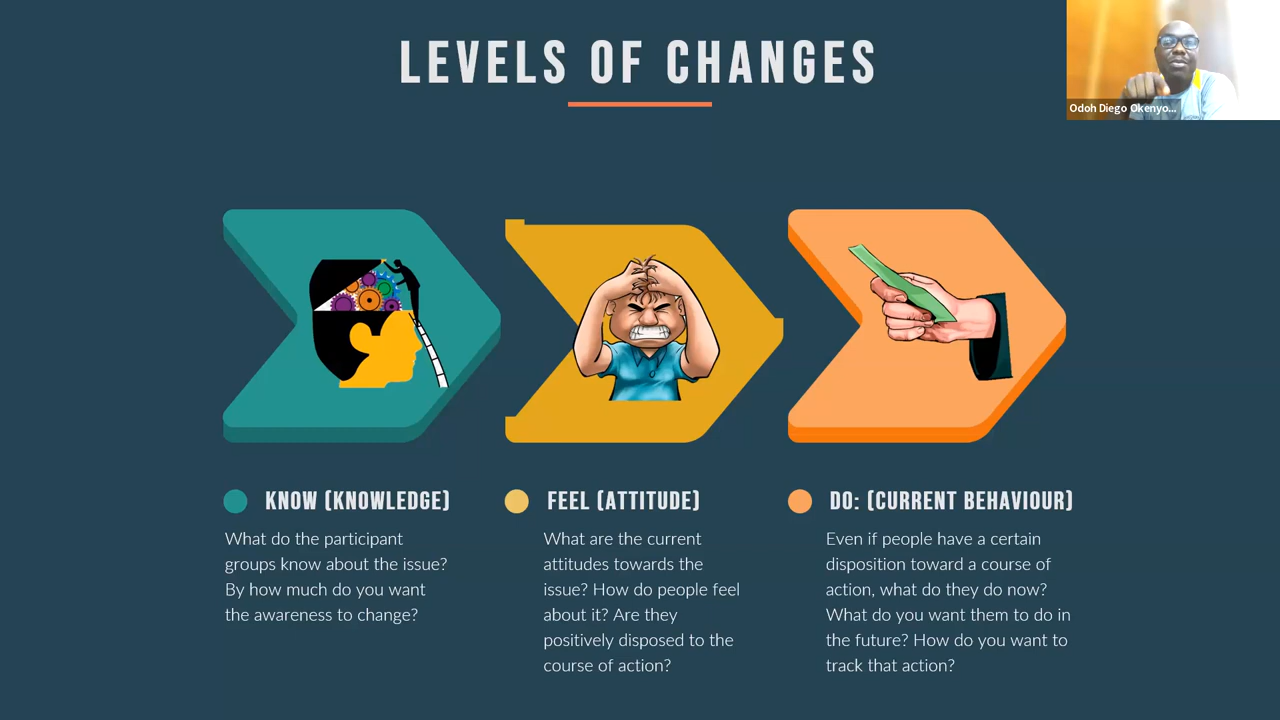 LEVELS OF CHANGES
Odoh Diego Okenyo...
KNOW (KNOWLEDGE)
What do the participant
groups know about the issue?
By how much do you want
the awareness to change?
FEEL (ATTITUDE)
What are the current
attitudes towards the
issue? How do people feel
about it? Are they
positively disposed to the
course of action?
DO: (CURRENT BEHAVIOUR)
Even if people have a certain
disposition toward a course of
action, what do they do now?
What do you want them to do in
the future? How do you want to
track that action?